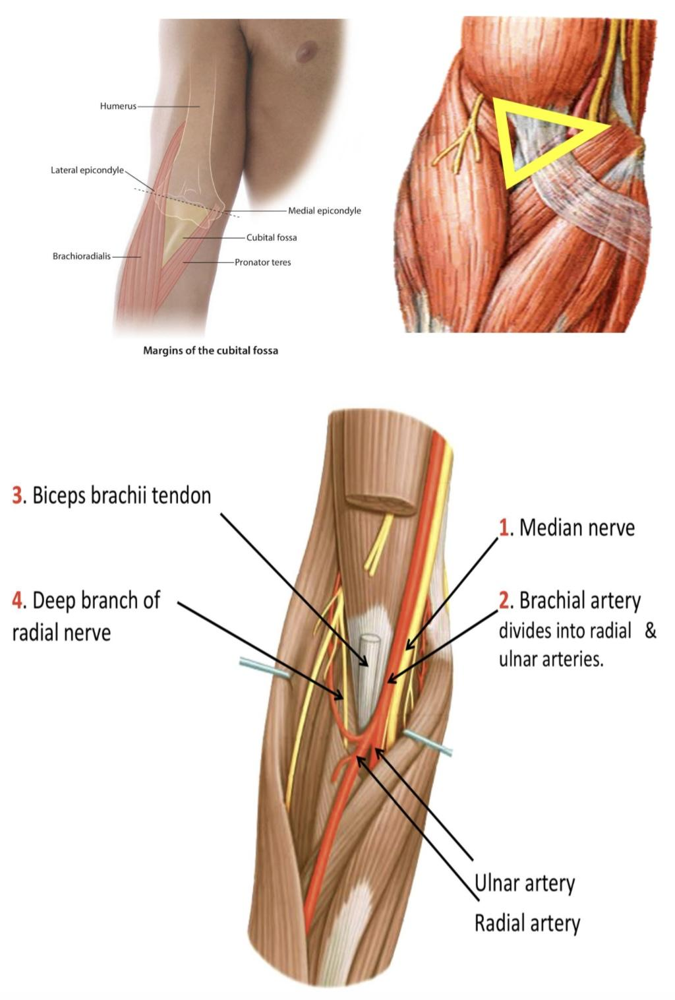 Humerus
Lateral epicondyle
Medial epicondyle
Cubital fossa
Brachioradialis
Pronator teres
Margins of the cubital fossa
3. Biceps brachii tendon
1. Median nerve
4. Deep branch of
radial nerve
2. Brachial artery
divides into radial &
ulnar arteries.
Ulnar artery
Radial artery